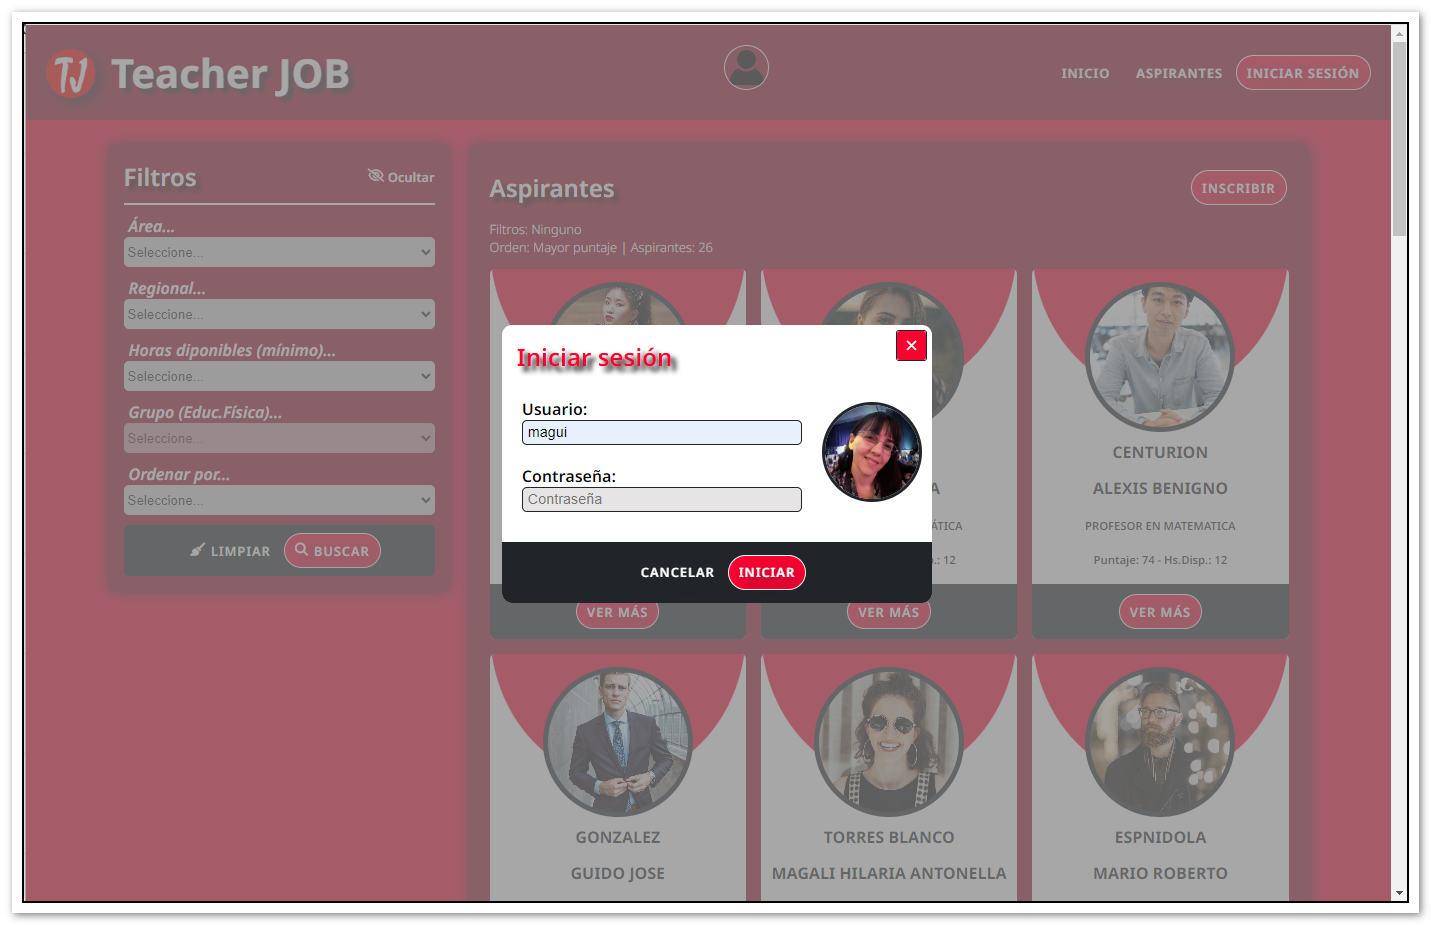 TJ Teacher JOB
INICIO ASPIRANTES INICIAR SESIÓN
Filtros
Ocultar
Área...
Seleccione...
Regional...
Seleccione...
Horas diponibles (mínimo)...
Seleccione...
Grupo (Educ.Física)...
Seleccione...
Ordenar por...
Seleccione...
LIMPIAR BUSCAR
Aspirantes
INSCRIBIR
Filtros: Ninguno
Orden: Mayor puntaje | Aspirantes: 26
Iniciar sesión
×
Usuario:
magui
Contraseña:
Contraseña
CANCELAR INICIAR
VER MÁS
A
ÁTICA
.: 12
VER MÁS
CENTURION
ALEXIS BENIGNO
PROFESOR EN MATEMATICA
Puntaje: 74 - Hs.Disp.: 12
VER MÁS
GONZALEZ
GUIDO JOSE
TORRES BLANCO
MAGALI HILARIA ANTONELLA
ESPNIDOLA
MARIO ROBERTO